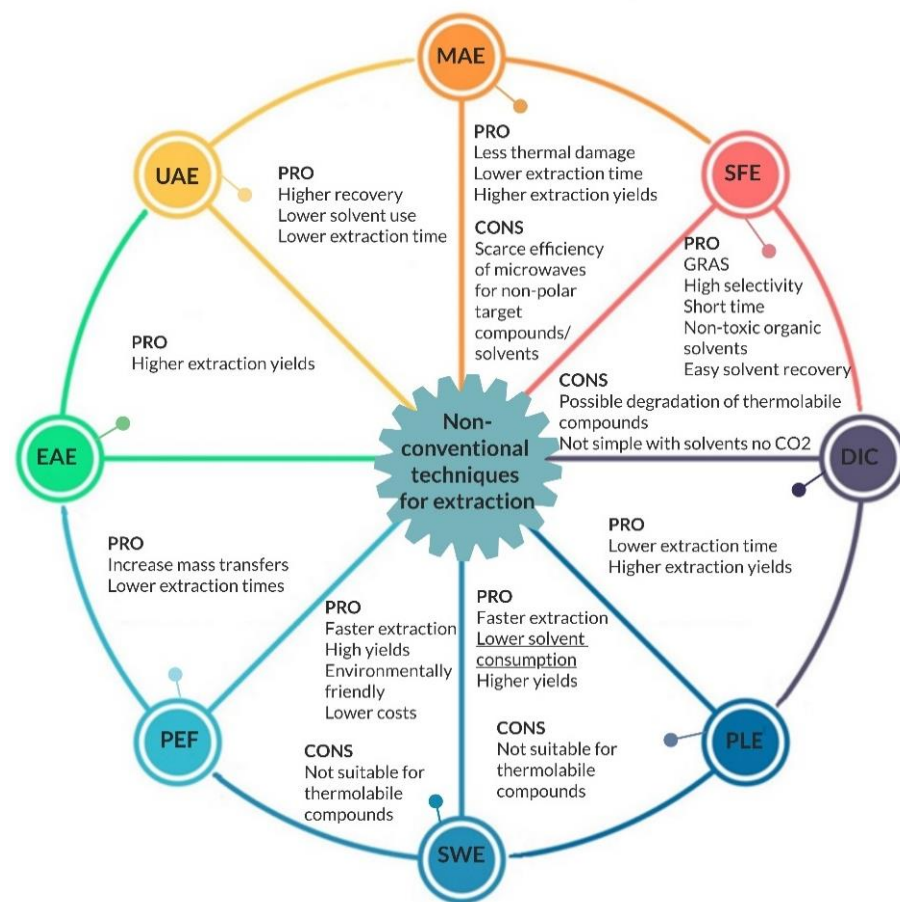 MAE
PRO
Less thermal damage
Lower extraction time
Higher extraction yields
CONS
Scarce efficiency
of microwaves
for non-polar
target
compounds/
solvents
SFE
PRO
GRAS
High selectivity
Short time
Non-toxic organic
solvents
Easy solvent recovery
CONS
Possible degradation of thermolabile
compounds
Not simple with solvents no CO2
DIC
PRO
Lower extraction time
Higher extraction yields
PLE
PRO
Faster extraction
Lower solvent
consumption
Higher yields
CONS
Not suitable for
thermolabile
compounds
SWE
PRO
Faster extraction
High yields
Environmentally
friendly
Lower costs
CONS
Not suitable for
thermolabile
compounds
PEF
PRO
Increase mass transfers
Lower extraction times
EAE
PRO
Higher extraction yields
UAE
PRO
Higher recovery
Lower solvent use
Lower extraction time
Non-
conventional
techniques
for extraction